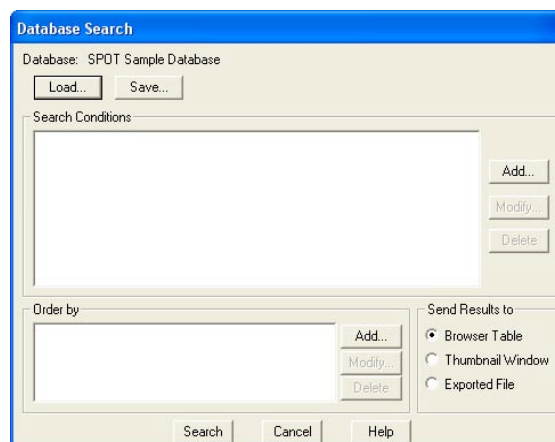 Database Search
Database: SPOT Sample Database
Load... Save...
Search Conditions
Add...
Modify...
Delete
Order by
Add...
Modify...
Delete
Send Results to
Browser Table
Thumbnail Window
Exported File
Search Cancel Help